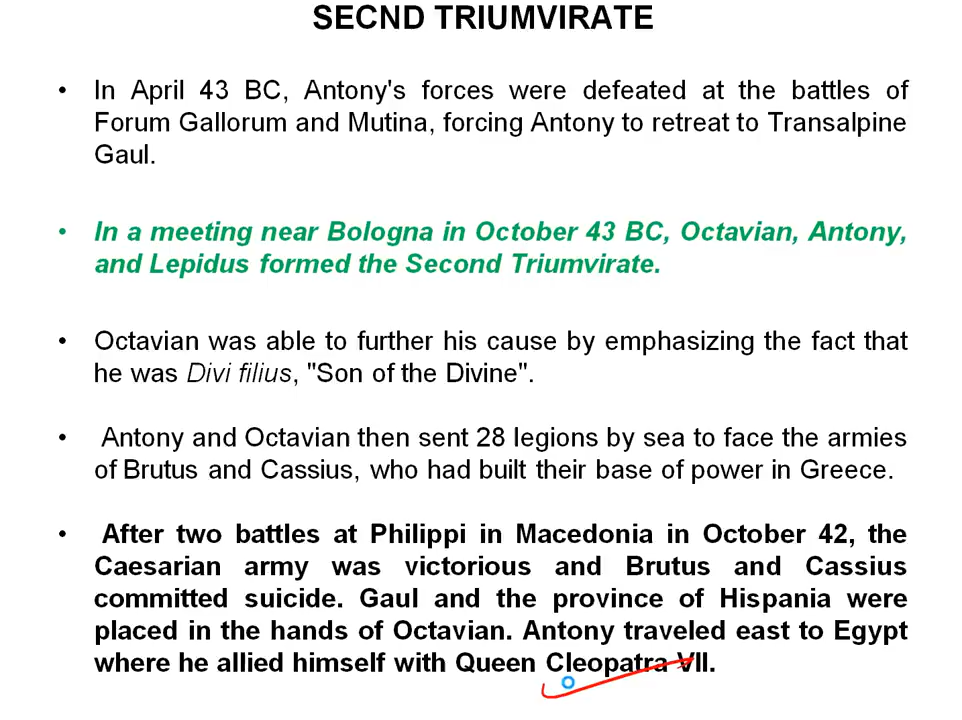 SECND TRIUMVIRATE
• In April 43 BC, Antony's forces were defeated at the battles of
Forum Gallorum and Mutina, forcing Antony to retreat to Transalpine
Gaul.
• In a meeting near Bologna in October 43 BC, Octavian, Antony,
and Lepidus formed the Second Triumvirate.
• Octavian was able to further his cause by emphasizing the fact that
he was Divi filius, "Son of the Divine".
• Antony and Octavian then sent 28 legions by sea to face the armies
of Brutus and Cassius, who had built their base of power in Greece.
• After two battles at Philippi in Macedonia in October 42, the
Caesarian army was victorious and Brutus and Cassius
committed suicide. Gaul and the province of Hispania were
placed in the hands of Octavian. Antony traveled east to Egypt
where he allied himself with Queen Cleopatra VII.